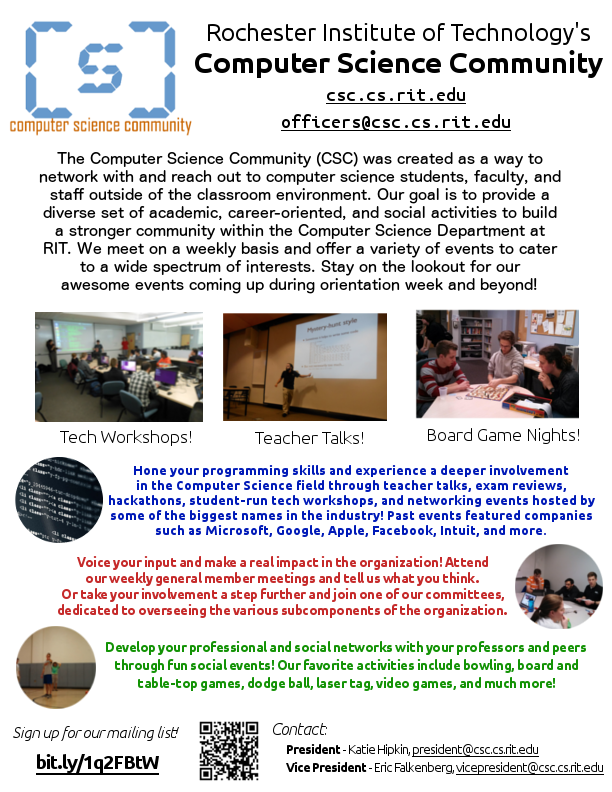 Rochester Institute of Technology's
Computer Science Community
csc.cs.rit.edu
officers@csc.cs.rit.edu
[S]
computer science community
The Computer Science Community (CSC) was created as a way to
network with and reach out to computer science students, faculty, and
staff outside of the classroom environment. Our goal is to provide a
diverse set of academic, career-oriented, and social activities to build
a stronger community within the Computer Science Department at
RIT. We meet on a weekly basis and offer a variety of events to cater
to a wide spectrum of interests. Stay on the lookout for our
awesome events coming up during orientation week and beyond!
Mystery-hunt style
Tech Workshops!
Teacher Talks!
Board Game Nights!
Hone your programming skills and experience a deeper involvement
in the Computer Science field through teacher talks, exam reviews,
hackathons, student-run tech workshops, and networking events hosted by
some of the biggest names in the industry! Past events featured companies
such as Microsoft, Google, Apple, Facebook, Intuit, and more.
Voice your input and make a real impact in the organization! Attend
our weekly general member meetings and tell us what you think.
Or take your involvement a step further and join one of our committees,
dedicated to overseeing the various subcomponents of the organization.
Develop your professional and social networks with your professors and peers
through fun social events! Our favorite activities include bowling, board and
table-top games, dodge ball, laser tag, video games, and much more!
Sign up for our mailing list!
bit.ly/1q2FBtW
Contact:
President - Katie Hipkin, president@csc.cs.rit.edu
Vice President - Eric Falkenberg, vicepresident@csc.cs.rit.edu